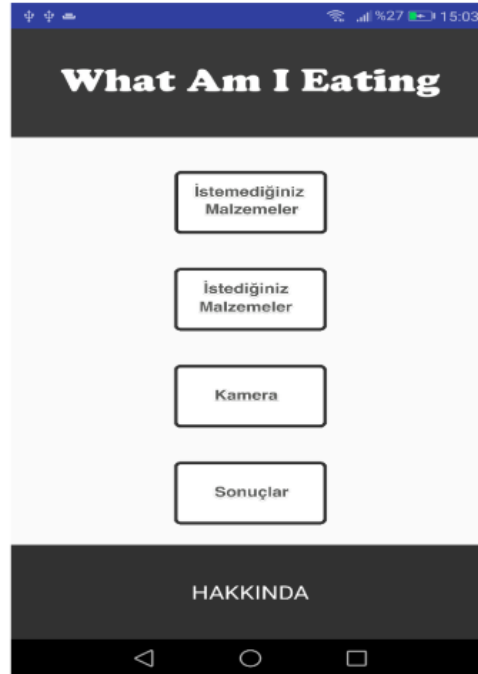 %27 15:03
What Am I Eating
İstemediğiniz
Malzemeler
İstediğiniz
Malzemeler
Kamera
Sonuçlar
HAKKINDA